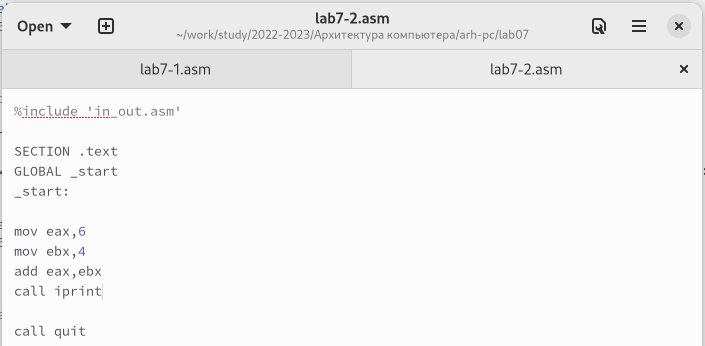 Open
lab7-2.asm
~/work/study/2022-2023/Архитектура компьютера/arh-pc/lab07
lab7-1.asm
lab7-2.asm
%include 'in_out.asm'
SECTION .text
GLOBAL _start
_start:
mov eax,6
mov ebx,4
add eax,ebx
call iprint
call quit